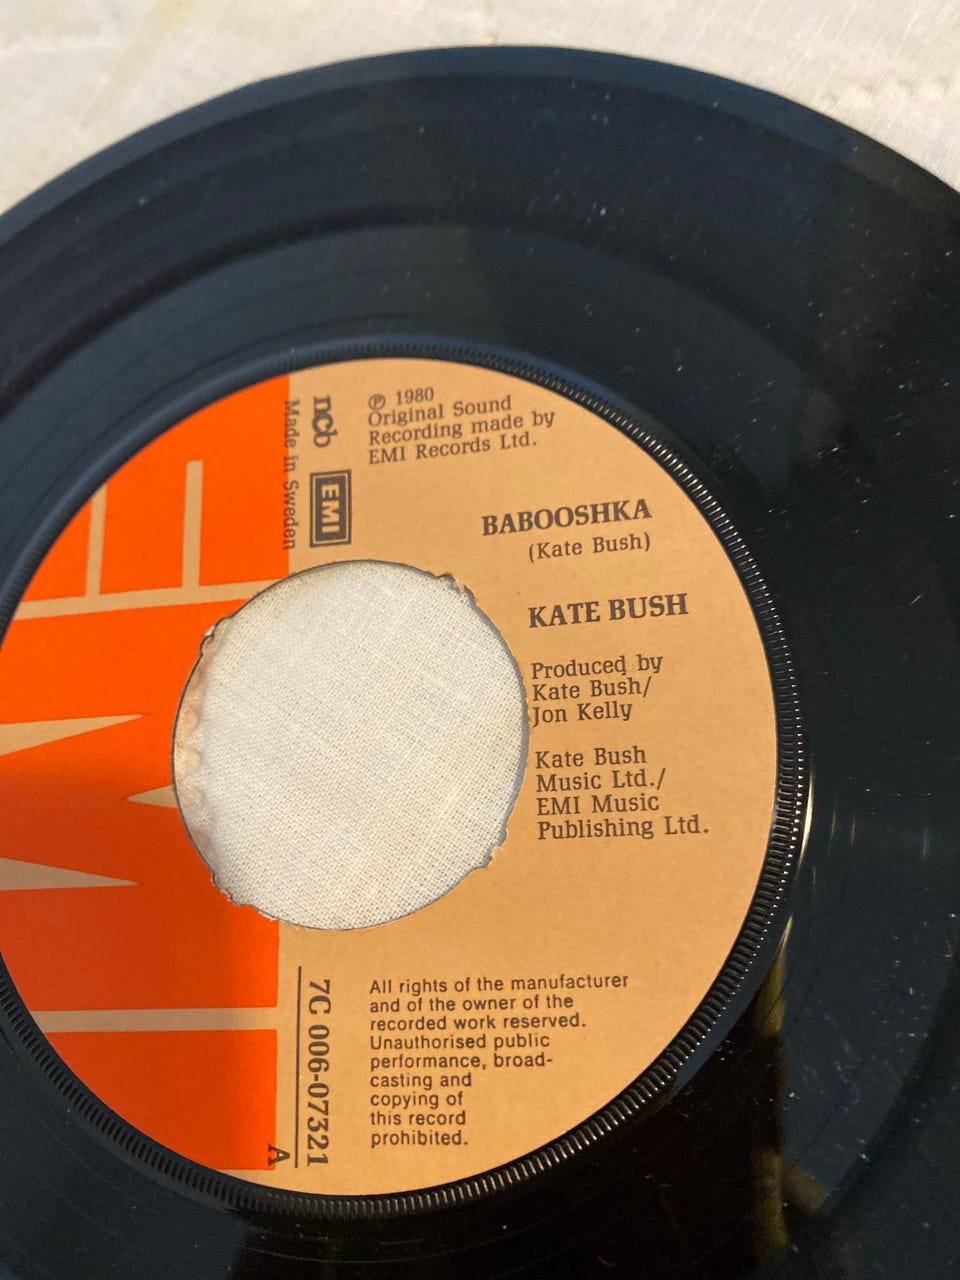 ℗ 1980
Original Sound
Recording made by
EMI Records Ltd.
ncb
Made in Sweden
EMI
BABOOSHKA
(Kate Bush)
KATE BUSH
Produced by
Kate Bush/
Jon Kelly
Kate Bush
Music Ltd./
EMI Music
Publishing Ltd.
7C 006-07321
A
All rights of the manufacturer
and of the owner of the
recorded work reserved.
Unauthorised public
performance, broad-
casting and
copying of
this record
prohibited.
EMI